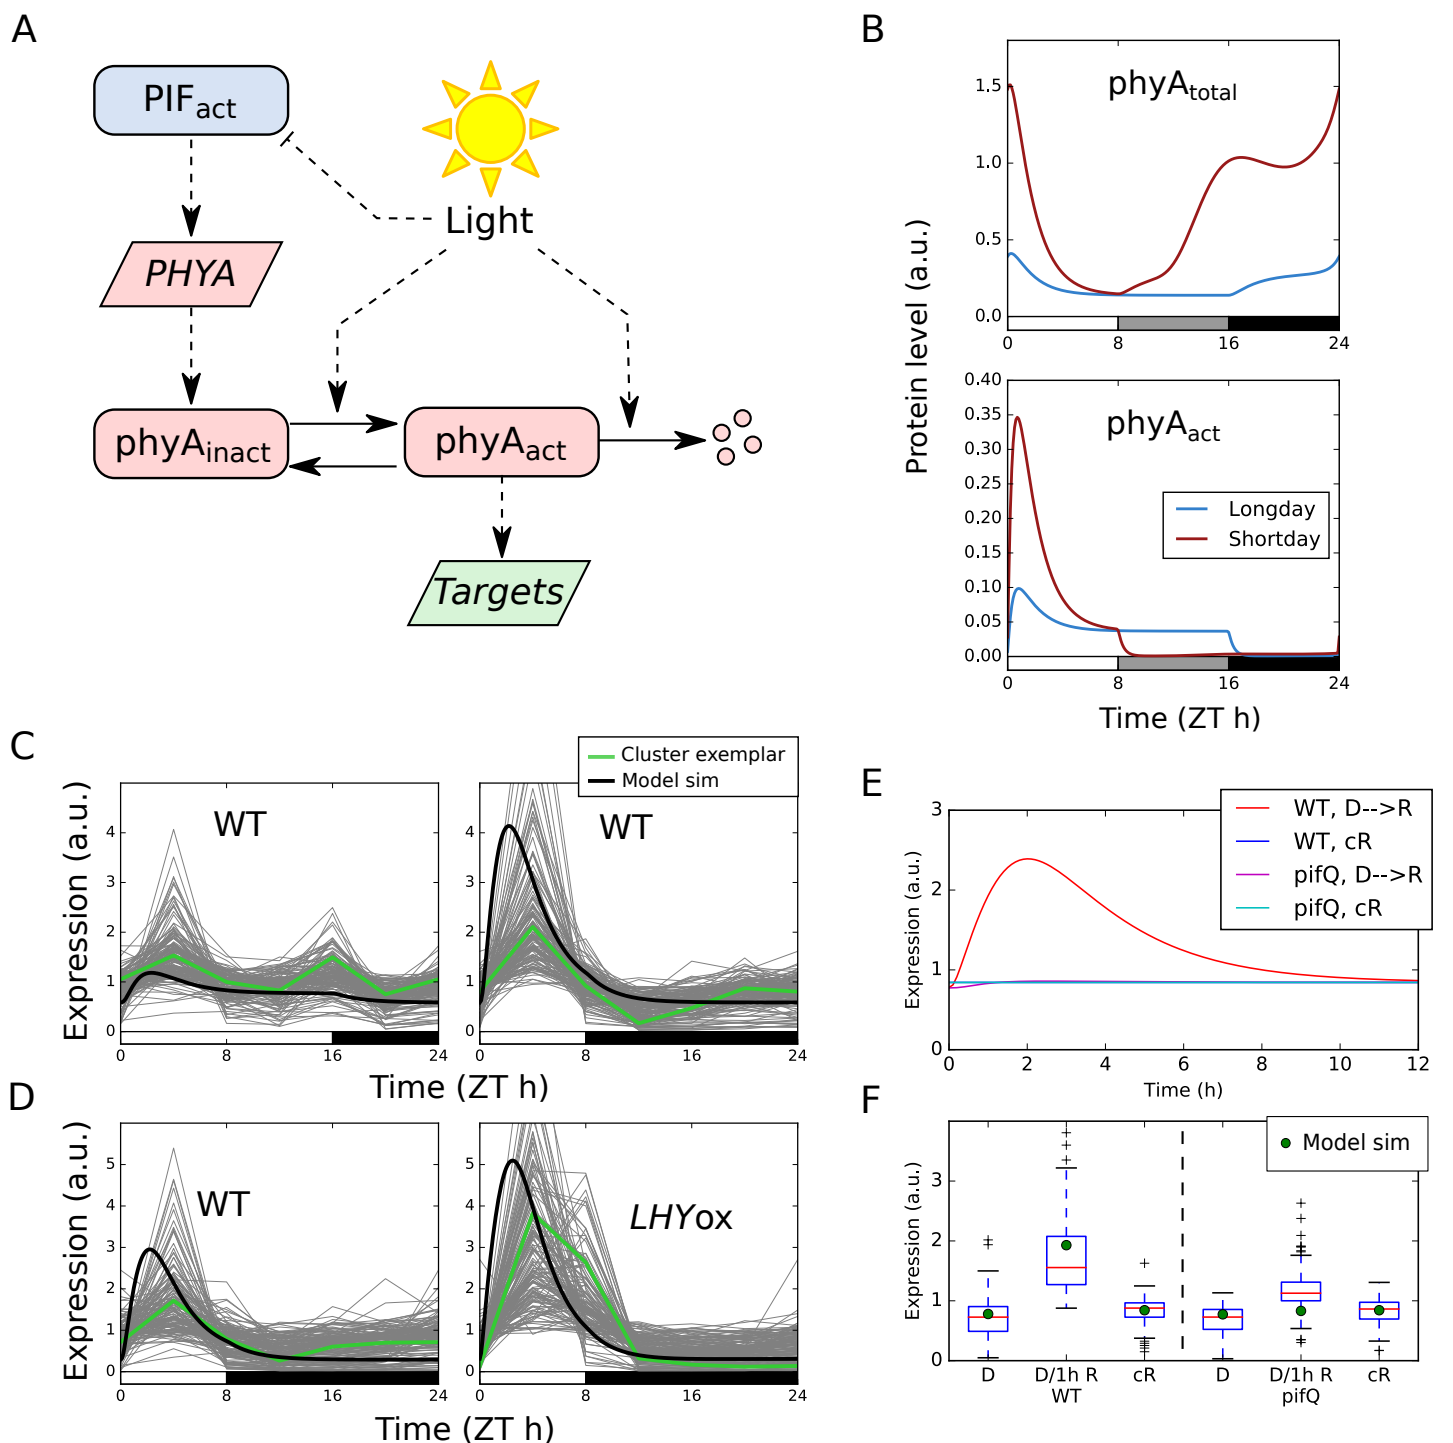 A
PIFact
Light
PHYA
phyAinact
phyAact
Targets
B
phyAtotal
1.5
1.0
0.5
0.0
0 8 16 24
Protein level (a.u.)
phyAact
0.40
0.35
0.30
0.25
0.20
0.15
0.10
0.05
0.00
Longday
Shortday
0 8 16 24
Time (ZT h)
C
Cluster exemplar
Model sim
WT
WT
Expression (a.u.)
4
3
2
1
0
0 8 16 24
0 8 16 24
Time (ZT h)
D
WT
LHYox
Expression (a.u.)
5
4
3
2
1
0
0 8 16 24
0 8 16 24
Time (ZT h)
E
WT, D-->R
WT, cR
pifQ, D-->R
pifQ, cR
Expression (a.u.)
3
2
1
0
0 2 4 6 8 10 12
Time (h)
F
Model sim
Expression (a.u.)
3
2
1
0
D D/1h R cR D D/1h R cR
WT pifQ